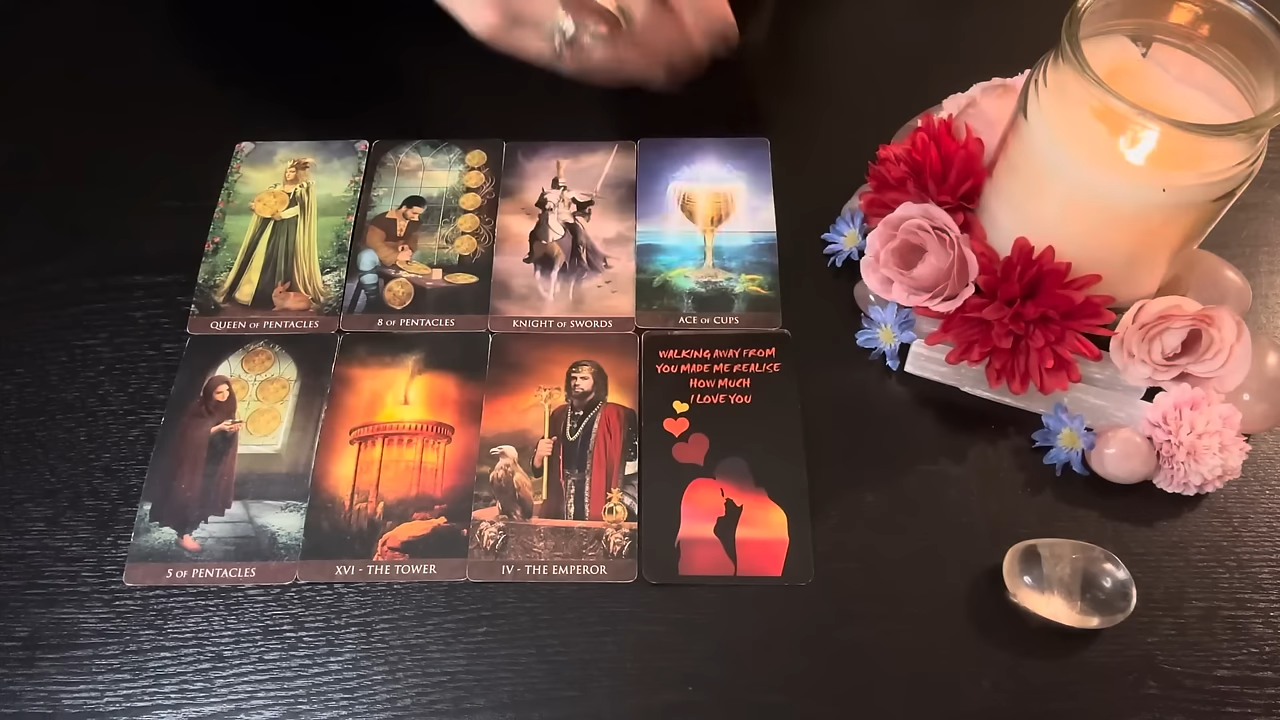 QUEEN OF PENTACLES
8 OF PENTACLES
KNIGHT OF SWORDS
ACE OF CUPS
5 OF PENTACLES
XVI - THE TOWER
IV - THE EMPEROR
WALKING AWAY FROM
YOU MADE ME REALISE
HOW MUCH
I LOVE YOU